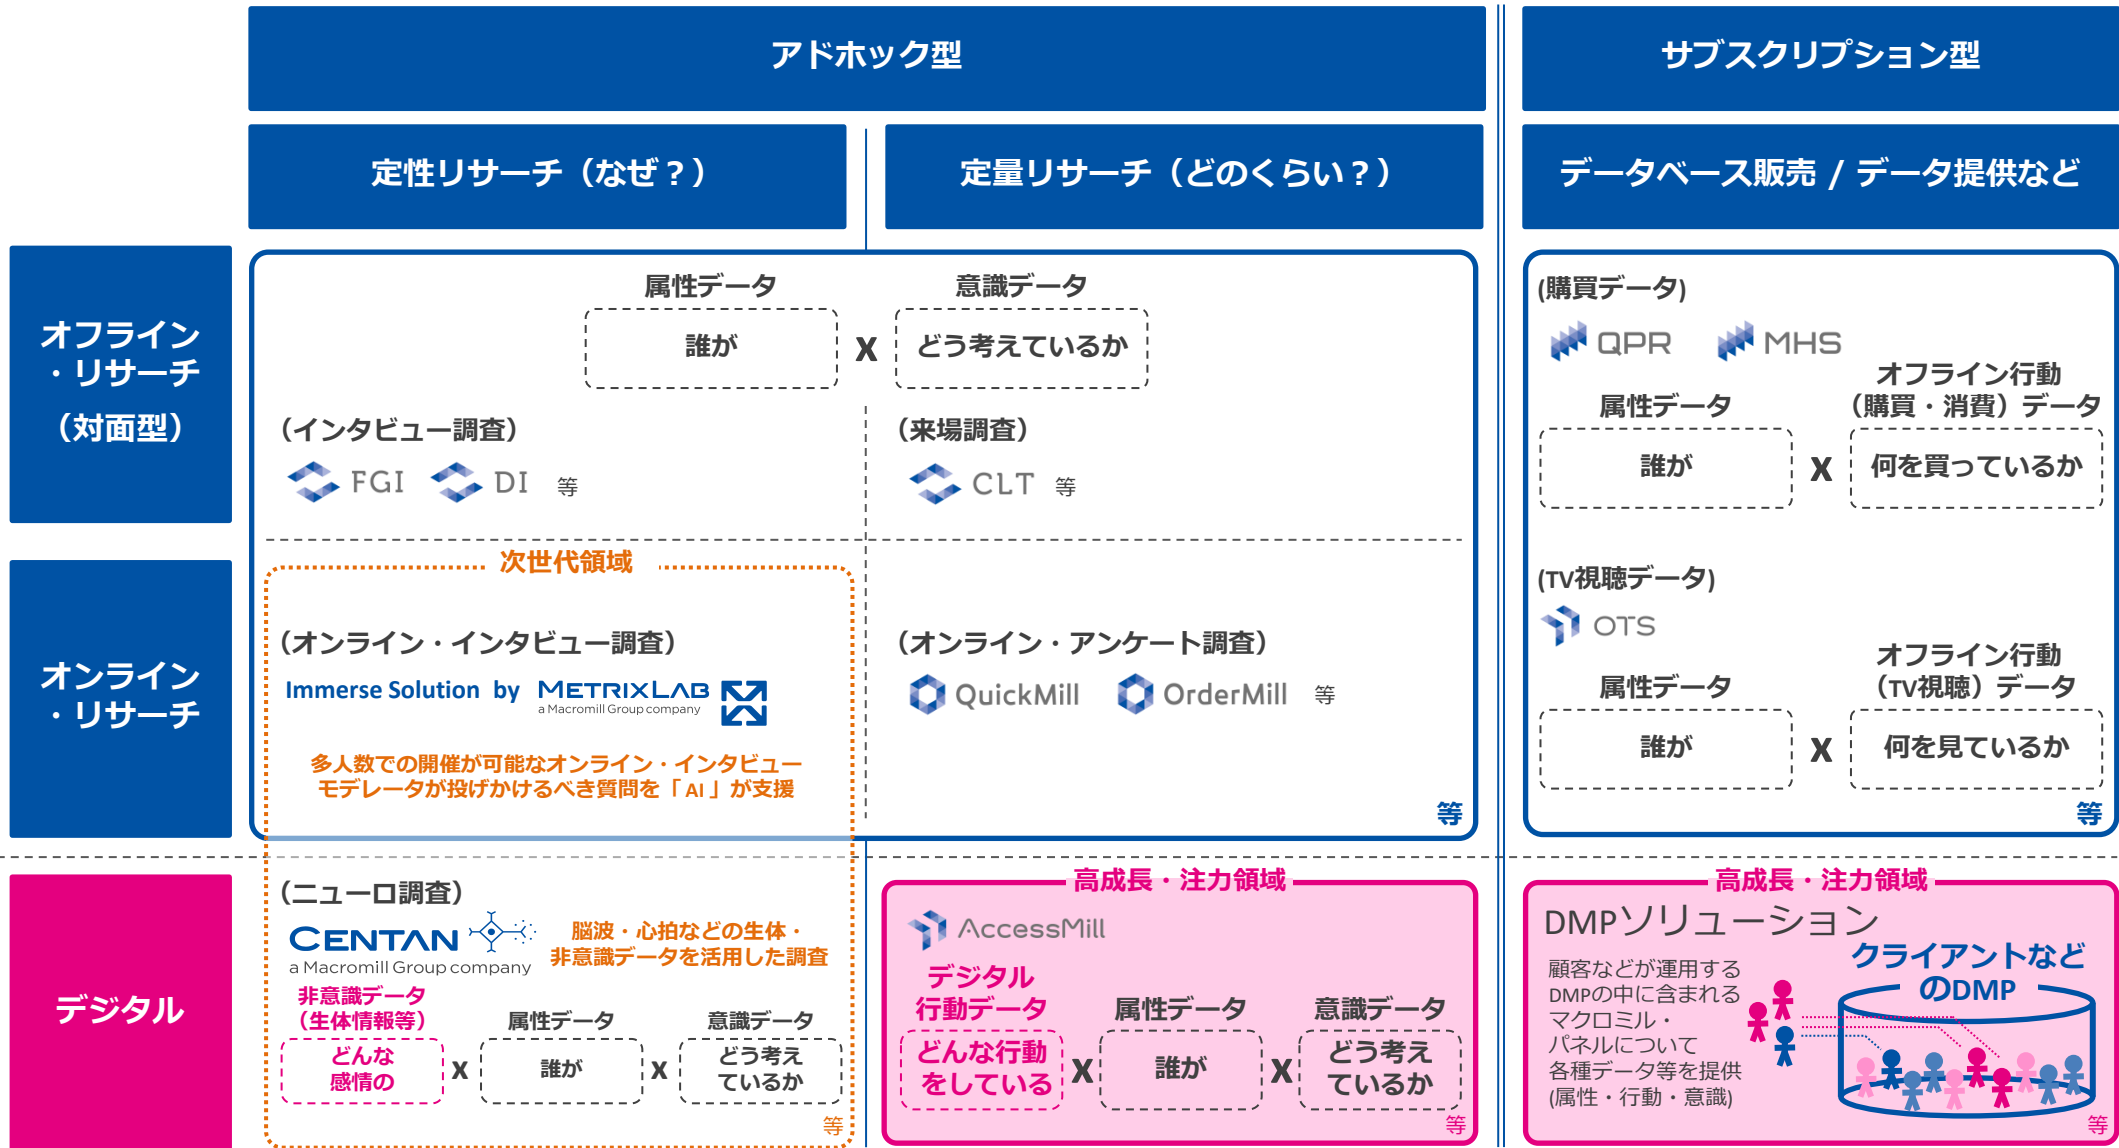 アドホック型
サブスクリプション型
定性リサーチ（なぜ？）
定量リサーチ（どのくらい？）
データベース販売 / データ提供など
オフライン
・リサーチ
（対面型）
属性データ
意識データ
誰が
X
どう考えているか
（インタビュー調査）
FGI
DI
等
（来場調査）
CLT
等
(購買データ)
QPR
MHS
属性データ
オフライン行動
（購買・消費）データ
誰が
X
何を買っているか
オンライン
・リサーチ
次世代領域
（オンライン・インタビュー調査）
Immerse Solution by METRIXLAB
a Macromill Group company
多人数での開催が可能なオンライン・インタビュー
モデレータが投げかけるべき質問を「AI」が支援
（オンライン・アンケート調査）
QuickMill
OrderMill
等
等
(TV視聴データ)
OTS
属性データ
オフライン行動
（TV視聴）データ
誰が
X
何を見ているか
等
デジタル
（ニューロ調査）
CENTAN
a Macromill Group company
脳波・心拍などの生体・
非意識データを活用した調査
非意識データ
（生体情報等）
属性データ
意識データ
どんな
感情の
X
誰が
X
どう考え
ているか
等
高成長・注力領域
AccessMill
デジタル
行動データ
属性データ
意識データ
どんな行動
をしている
X
誰が
X
どう考え
ているか
等
高成長・注力領域
DMPソリューション
顧客などが運用する
DMPの中に含まれる
マクロミル・
パネルについて
各種データ等を提供
(属性・行動・意識)
クライアントなど
のDMP
等